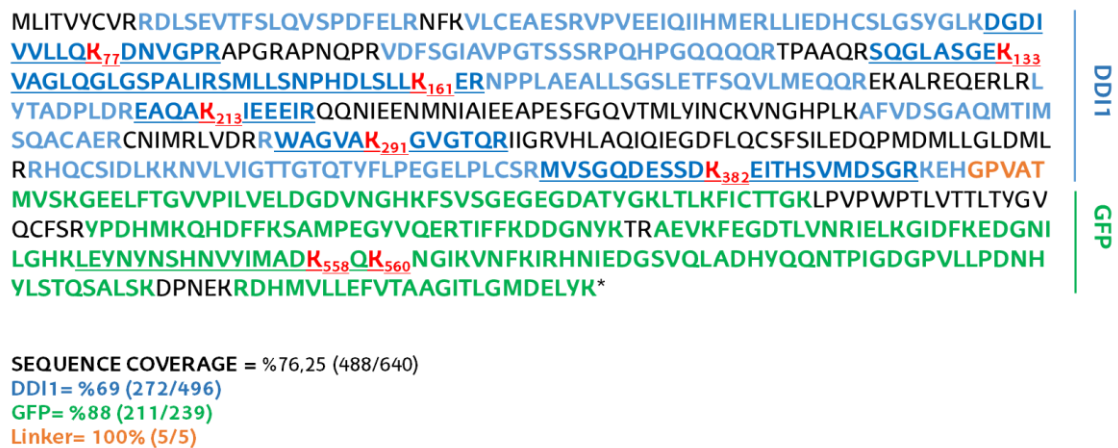 MLITVYCVRRDLSEVTFSLQVSPDFELRNFKVLCEAESRVPVEEIQIIHMERLLIEDHCSLGSYGLKDGDI
VVLLQK77DNVGPRAPGRAPNQPRVDFSGIAVPGTSSSRPQHPGQQQQRTPAAQRSQGLASGEK133
VAGLQGLGSPALIRSMLLSNPHDLSLLK161ERNPPLAEALLSGSLETFSQVLMEQQREKALREQERLRL
YTADPLDREAQAK213IEEEIRQQNIEENMNIAIEEAPESFGQVTMLYINCKVNGHPLKAFVDSGAQMTIM
SQACAERCNIMRLVDRRWAGVAK291GVGTQRIIGRVHLAQIQIEGDFLQCSFSILEDQPMDMLLGLDML
RRHQCSIDLKKNVLVIGTTGTQTYFLPEGELPLCSRMVSGQDESSDK382EITHSVMDSGRKEHGPVAT
MVSKGEELFTGVVPILVELDGDVNGHKFSVSGEGEGDATYGKLTLKFICTTGKLPVPWPTLVTTLTYGV
QCFSRYPDHMKQHDFFKSAMPEGYVQERTIFFKDDGNYKTRAEVKFEGDTLVNRIELKGIDFKEDGNI
LGHKLEYNYNSHNVYIMADK558QK560NGIKVNFKIRHNIEDGSVQLADHYQQNTPIGDGPVLLPDNH
YLSTQSALSKDPNEKRDHMVLLEFVTAAGITLGMDELYK*
DDI1
GFP
SEQUENCE COVERAGE = %76,25 (488/640)
DDI1= %69 (272/496)
GFP= %88 (211/239)
Linker= 100% (5/5)